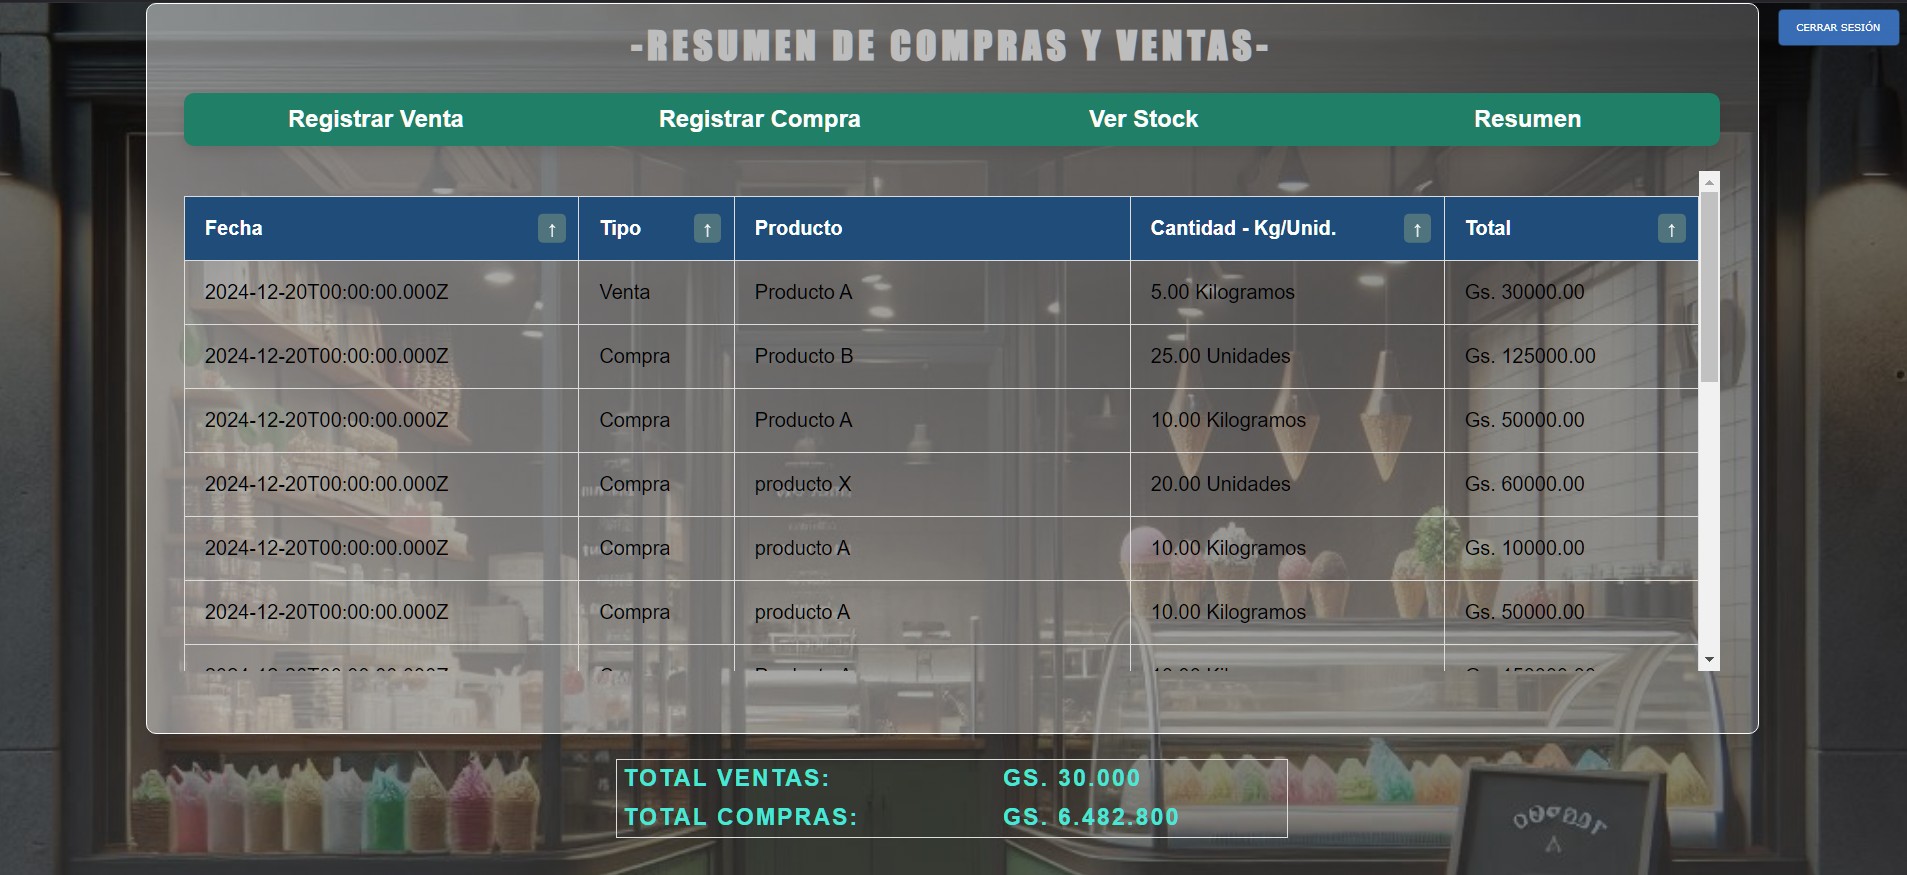 CERRAR SESIÓN
-RESUMEN DE COMPRAS Y VENTAS-
Registrar Venta Registrar Compra Ver Stock Resumen
Fecha ↑ Tipo ↑ Producto Cantidad - Kg/Unid. ↑ Total ↑
2024-12-20T00:00:00.000Z Venta Producto A 5.00 Kilogramos Gs. 30000.00
2024-12-20T00:00:00.000Z Compra Producto B 25.00 Unidades Gs. 125000.00
2024-12-20T00:00:00.000Z Compra Producto A 10.00 Kilogramos Gs. 50000.00
2024-12-20T00:00:00.000Z Compra producto X 20.00 Unidades Gs. 60000.00
2024-12-20T00:00:00.000Z Compra producto A 10.00 Kilogramos Gs. 10000.00
2024-12-20T00:00:00.000Z Compra producto A 10.00 Kilogramos Gs. 50000.00
TOTAL VENTAS: GS. 30.000
TOTAL COMPRAS: GS. 6.482.800